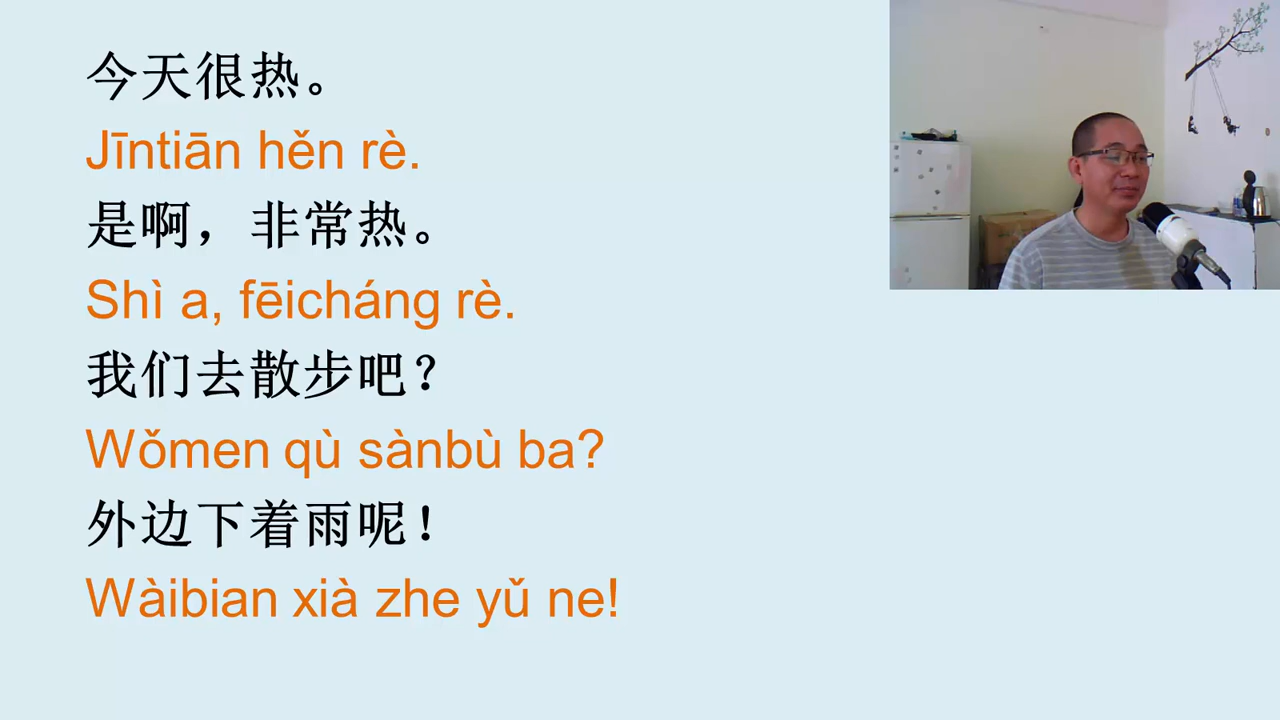 今天很热。
Jīntiān hěn rè.
是啊，非常热。
Shì a, fēicháng rè.
我们去散步吧？
Wǒmen qù sànbù ba?
外边下着雨呢！
Wàibian xià zhe yǔ ne!